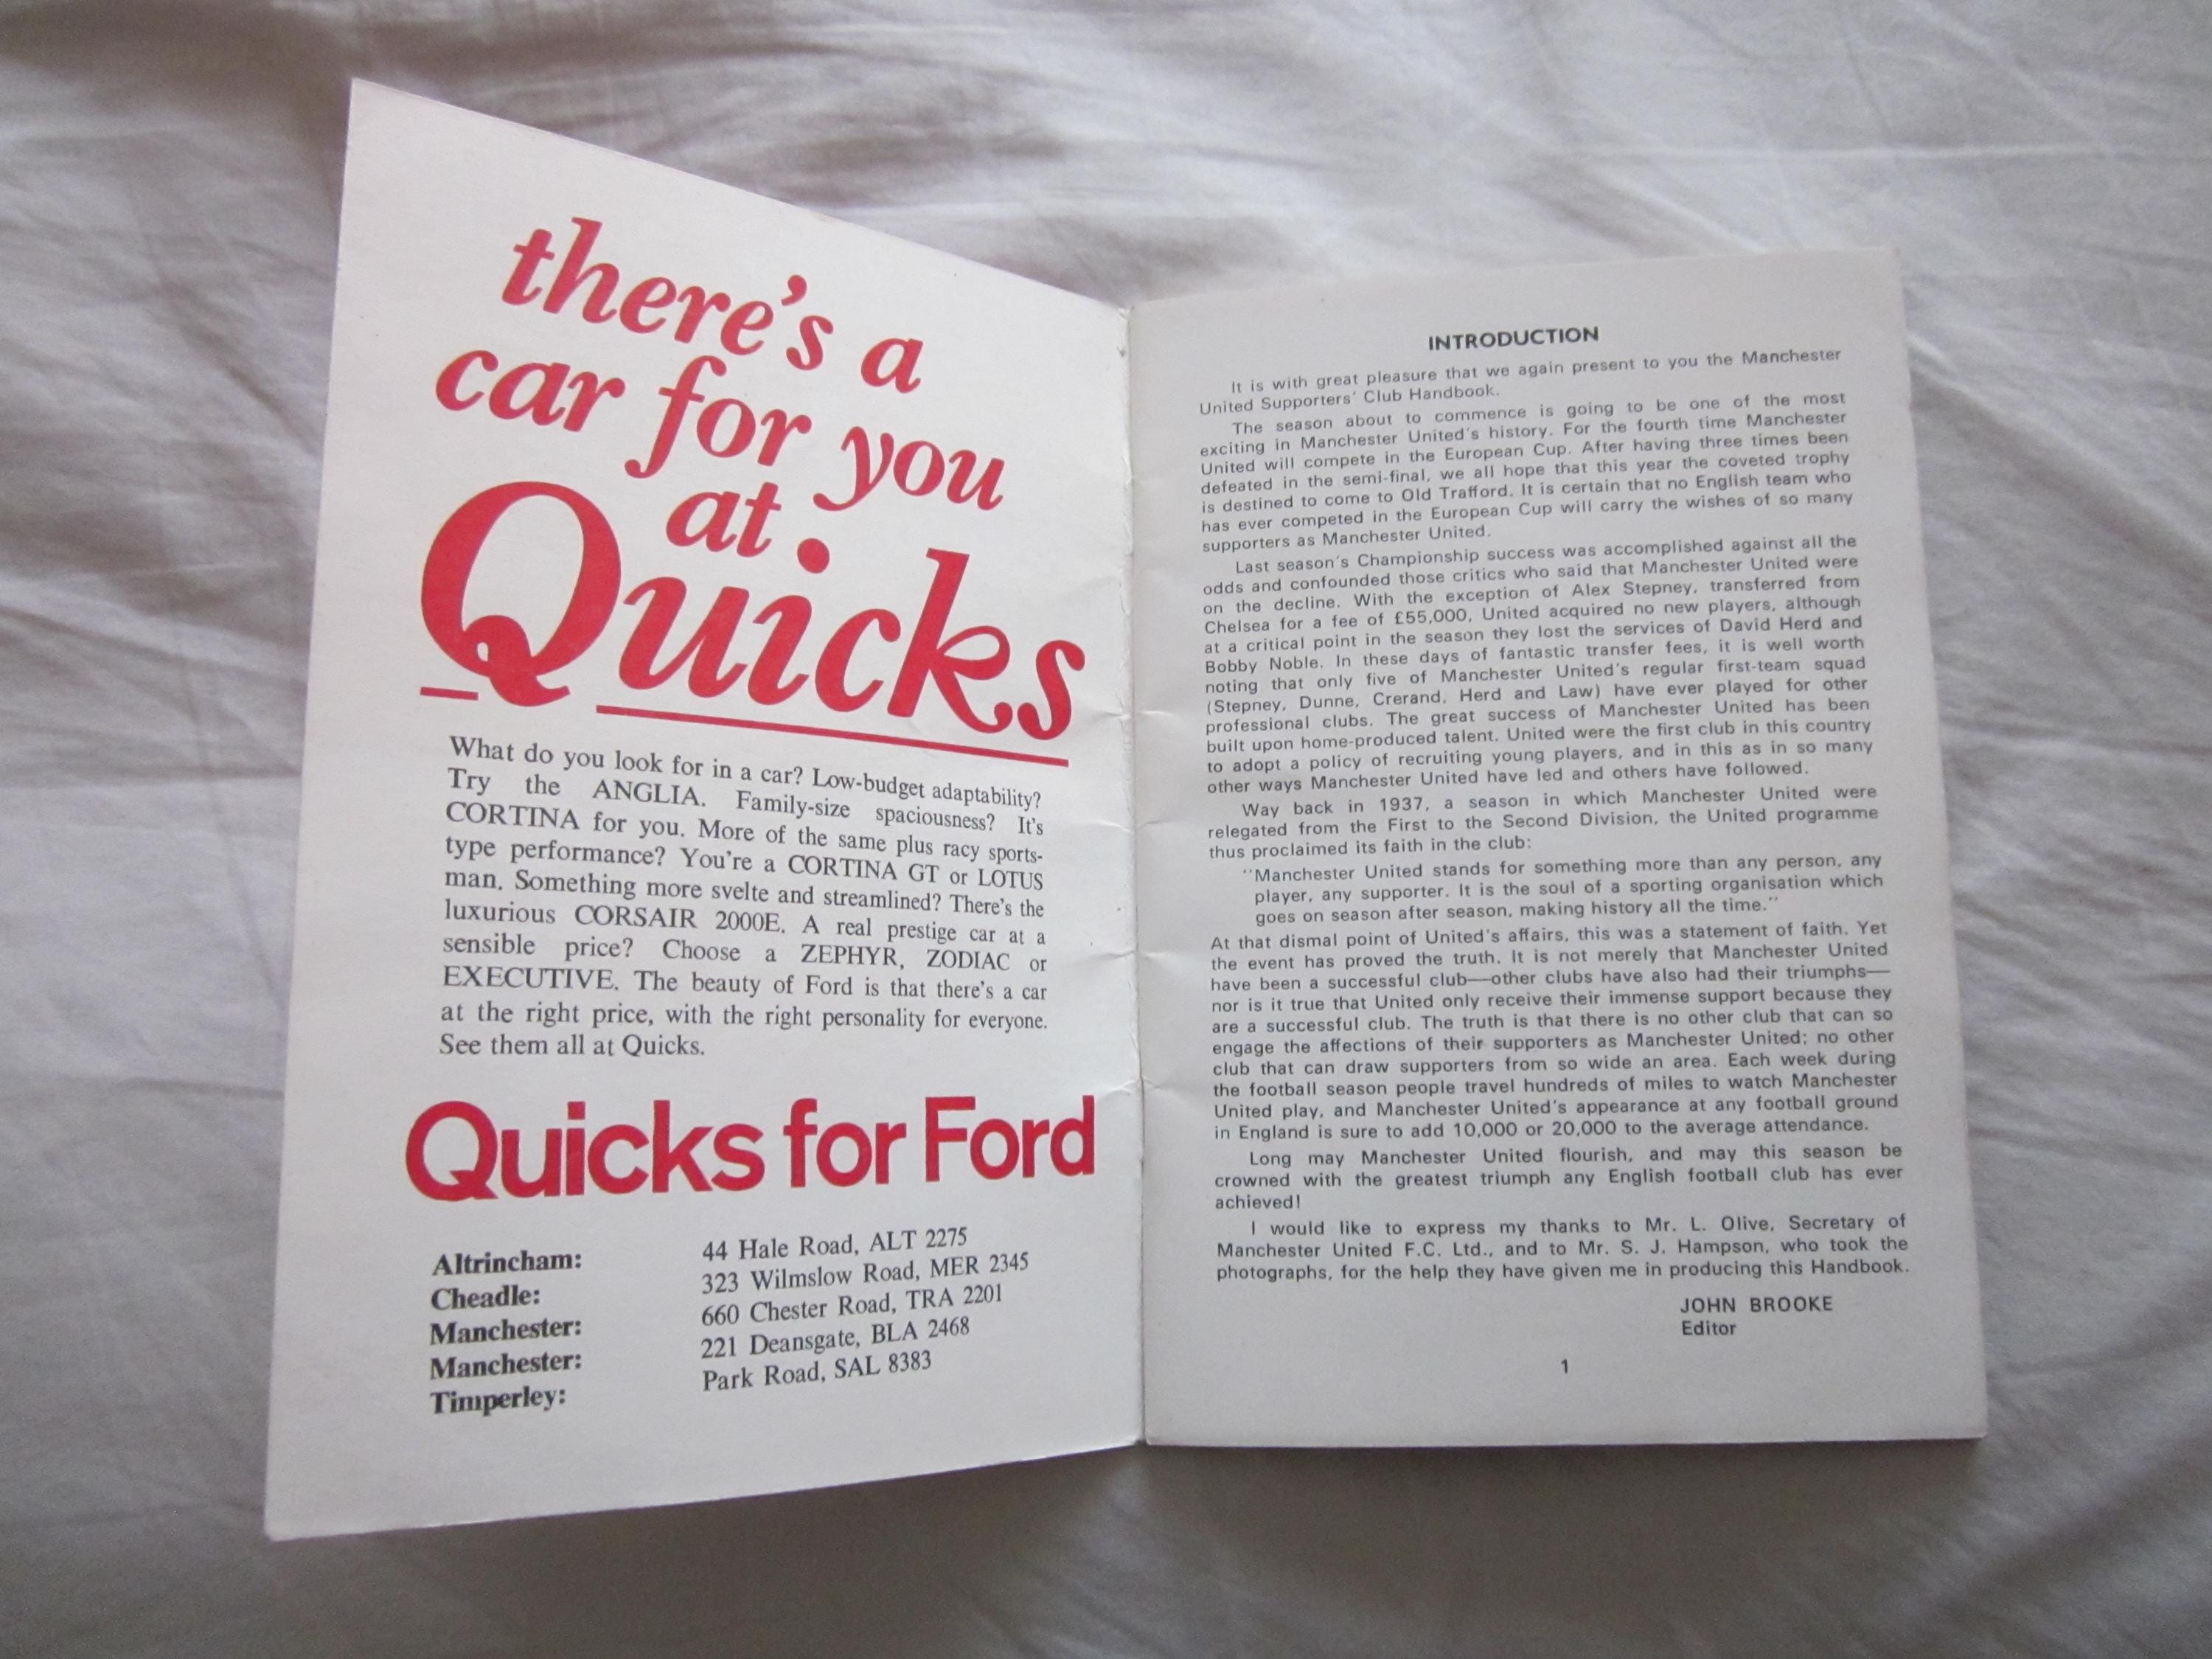 there's a
car for you
at
Quicks
What do you look for in a car? Low-budget adaptability?
Try the ANGLIA. Family-size spaciousness? It's
CORTINA for you. More of the same plus racy sports-
type performance? You're a CORTINA GT or LOTUS
man. Something more svelte and streamlined? There's the
luxurious CORSAIR 2000E. A real prestige car at a
sensible price? Choose a ZEPHYR, ZODIAC or
EXECUTIVE. The beauty of Ford is that there's a car
at the right price, with the right personality for everyone.
See them all at Quicks.
Quicks for Ford
Altrincham: 44 Hale Road, ALT 2275
Cheadle: 323 Wilmslow Road, MER 2345
Manchester: 660 Chester Road, TRA 2201
Manchester: 221 Deansgate, BLA 2468
Timperley: Park Road, SAL 8383
INTRODUCTION
It is with great pleasure that we again present to you the Manchester
United Supporters' Club Handbook.
The season about to commence is going to be one of the most
exciting in Manchester United's history. For the fourth time Manchester
United will compete in the European Cup. After having three times been
defeated in the semi-final, we all hope that this year the coveted trophy
is destined to come to Old Trafford. It is certain that no English team who
has ever competed in the European Cup will carry the wishes of so many
supporters as Manchester United.
Last season's Championship success was accomplished against all the
odds and confounded those critics who said that Manchester United were
on the decline. With the exception of Alex Stepney, transferred from
Chelsea for a fee of £55,000, United acquired no new players, although
at a critical point in the season they lost the services of David Herd and
Bobby Noble. In these days of fantastic transfer fees, it is well worth
noting that only five of Manchester United's regular first-team squad
(Stepney, Dunne, Crerand, Herd and Law) have ever played for other
professional clubs. The great success of Manchester United has been
built upon home-produced talent. United were the first club in this country
to adopt a policy of recruiting young players, and in this as in so many
other ways Manchester United have led and others have followed.
Way back in 1937, a season in which Manchester United were
relegated from the First to the Second Division, the United programme
thus proclaimed its faith in the club:
"Manchester United stands for something more than any person, any
player, any supporter. It is the soul of a sporting organisation which
goes on season after season, making history all the time."
At that dismal point of United's affairs, this was a statement of faith. Yet
the event has proved the truth. It is not merely that Manchester United
have been a successful club—other clubs have also had their triumphs—
nor is it true that United only receive their immense support because they
are a successful club. The truth is that there is no other club that can so
engage the affections of their supporters as Manchester United; no other
club that can draw supporters from so wide an area. Each week during
the football season people travel hundreds of miles to watch Manchester
United play, and Manchester United's appearance at any football ground
in England is sure to add 10,000 or 20,000 to the average attendance.
Long may Manchester United flourish, and may this season be
crowned with the greatest triumph any English football club has ever
achieved!
I would like to express my thanks to Mr. L. Olive, Secretary of
Manchester United F.C. Ltd., and to Mr. S. J. Hampson, who took the
photographs, for the help they have given me in producing this Handbook.
JOHN BROOKE
Editor
1